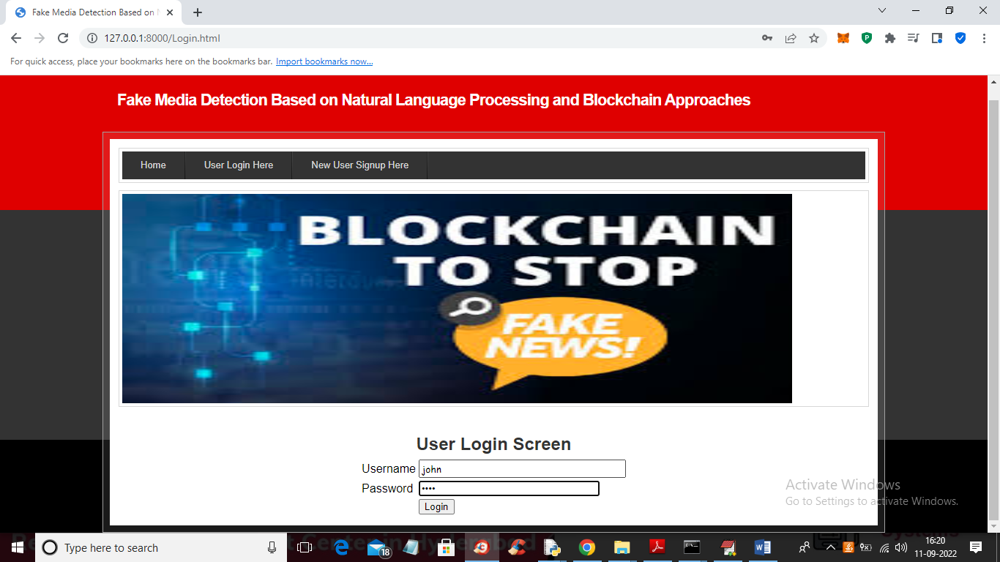 Fake Media Detection Based on N
127.0.0.1:8000/Login.html
For quick access, place your bookmarks here on the bookmarks bar. Import bookmarks now...
Fake Media Detection Based on Natural Language Processing and Blockchain Approaches
Home User Login Here New User Signup Here
BLOCKCHAIN
TO STOP
FAKE
NEWS!
User Login Screen
Username john
Password ••••
Login
Activate Windows
Go to Settings to activate Windows.
Type here to search
18
16:20
11-09-2022